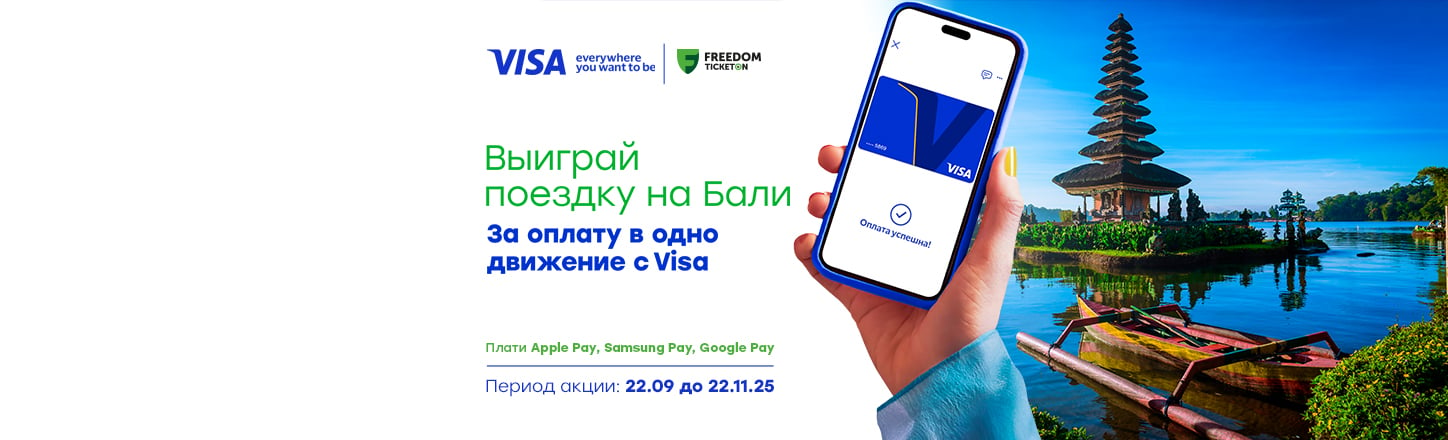 VISA
everywhere
you want to be
FREEDOM
TICKETON
Выиграй
поездку на Бали
За оплату в одно
движение с Visa
Плати Apple Pay, Samsung Pay, Google Pay
Период акции: 22.09 до 22.11.25
•••• 5869
VISA
Оплата успешна!